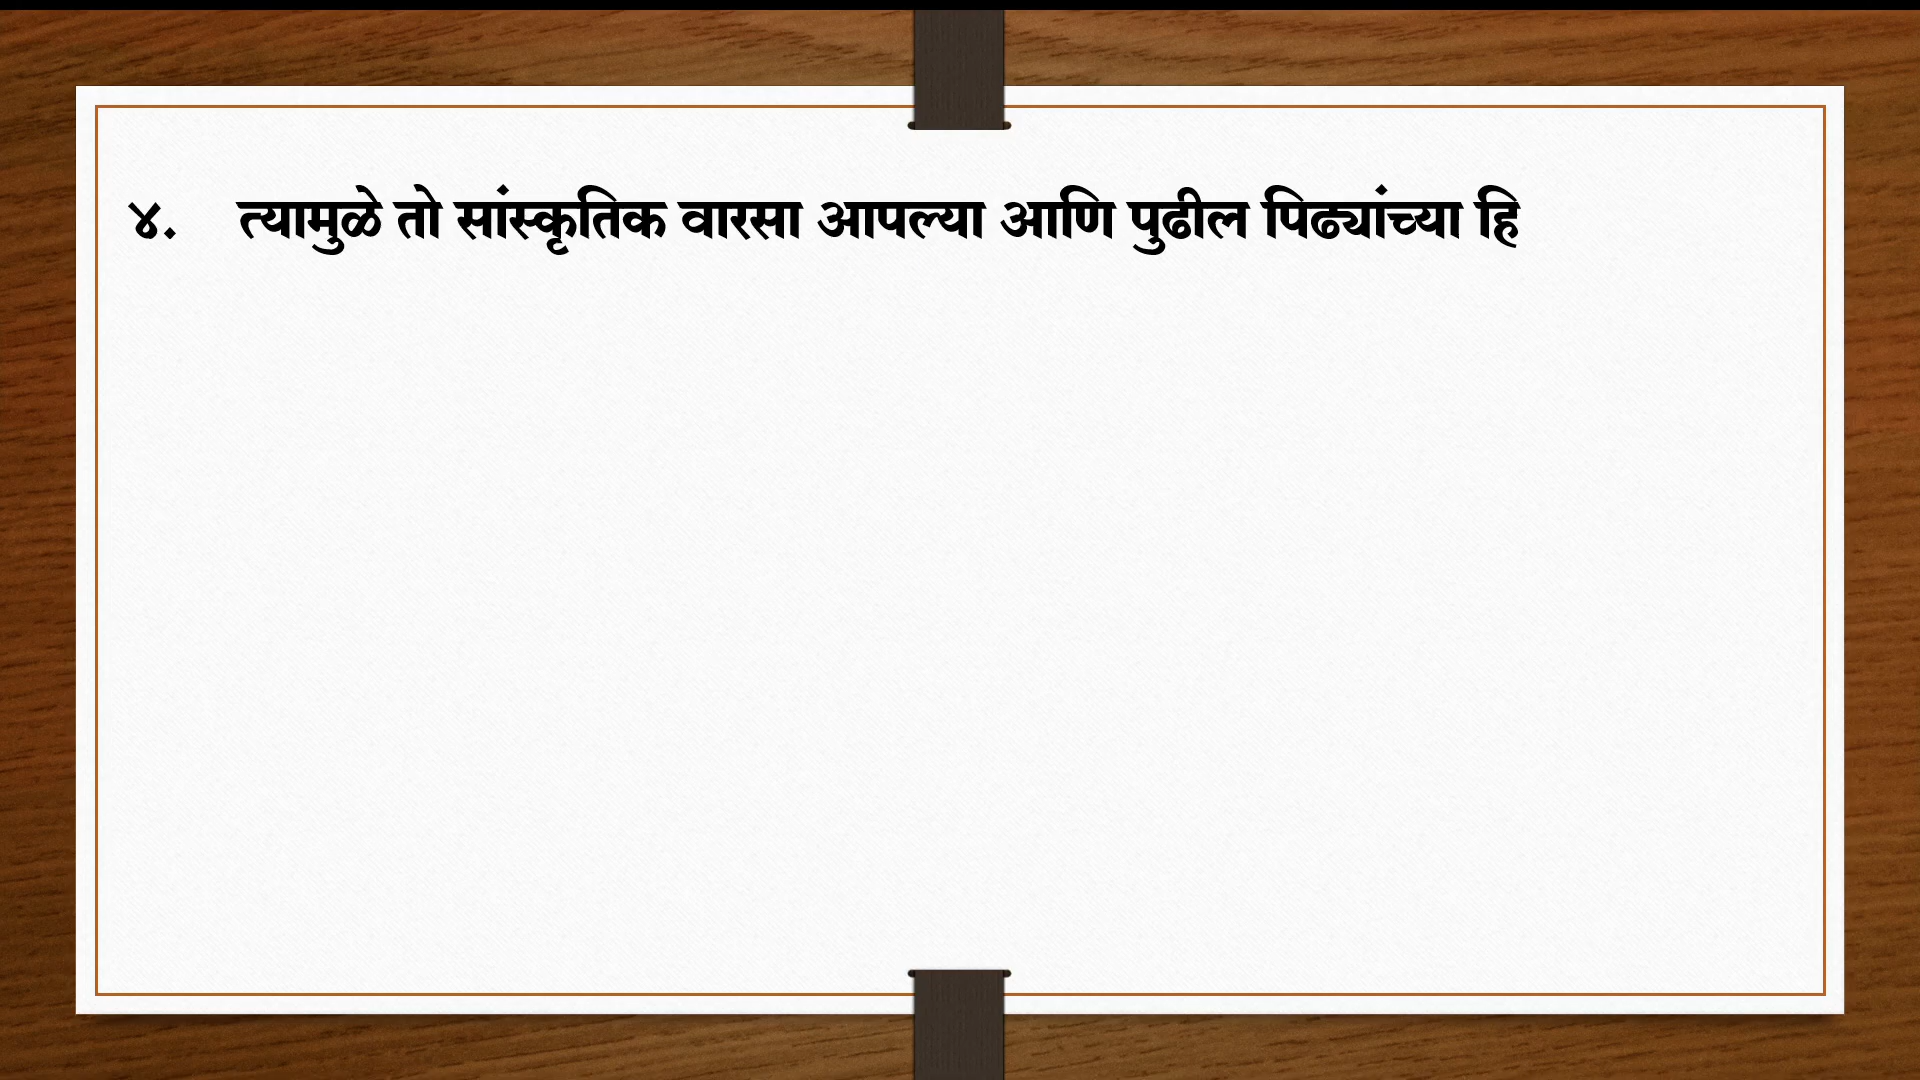 ४. त्यामुळे तो सांस्कृतिक वारसा आपल्या आणि पुढील पिढ्यांच्या हि